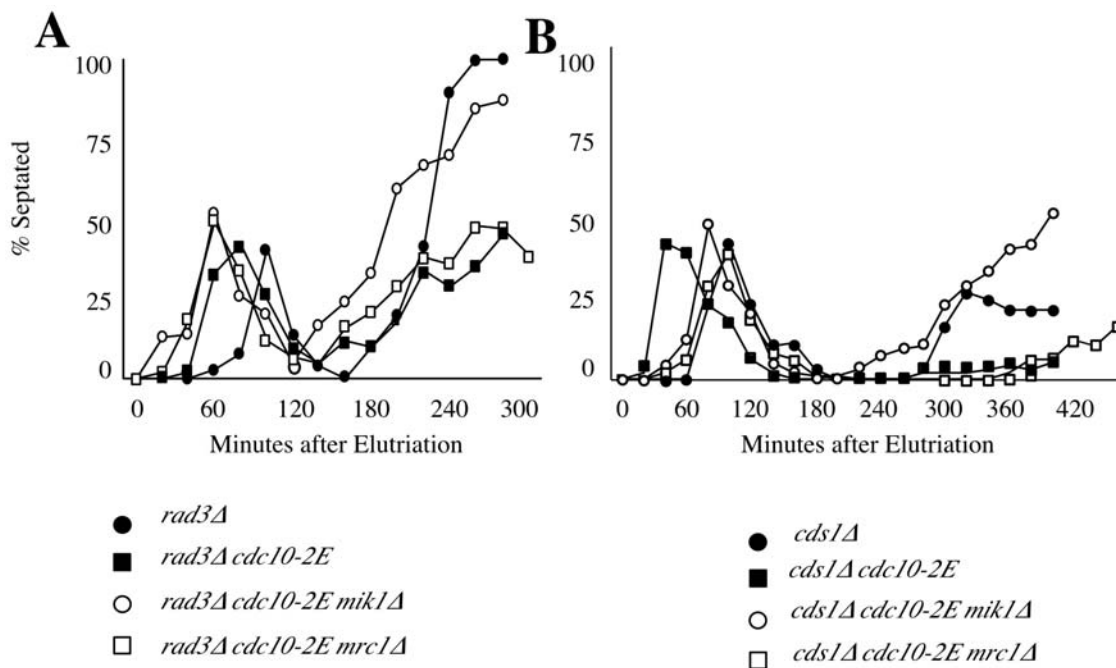 A
100
75
50
25
0
% Septated
0 60 120 180 240 300
Minutes after Elutriation
rad3Δ
rad3Δ cdc10-2E
rad3Δ cdc10-2E mik1Δ
rad3Δ cdc10-2E mrc1Δ
B
100
75
50
25
0
0 60 120 240 300 360 420
Minutes after Elutriation
cds1Δ
cds1Δ cdc10-2E
cds1Δ cdc10-2E mik1Δ
cds1Δ cdc10-2E mrc1Δ